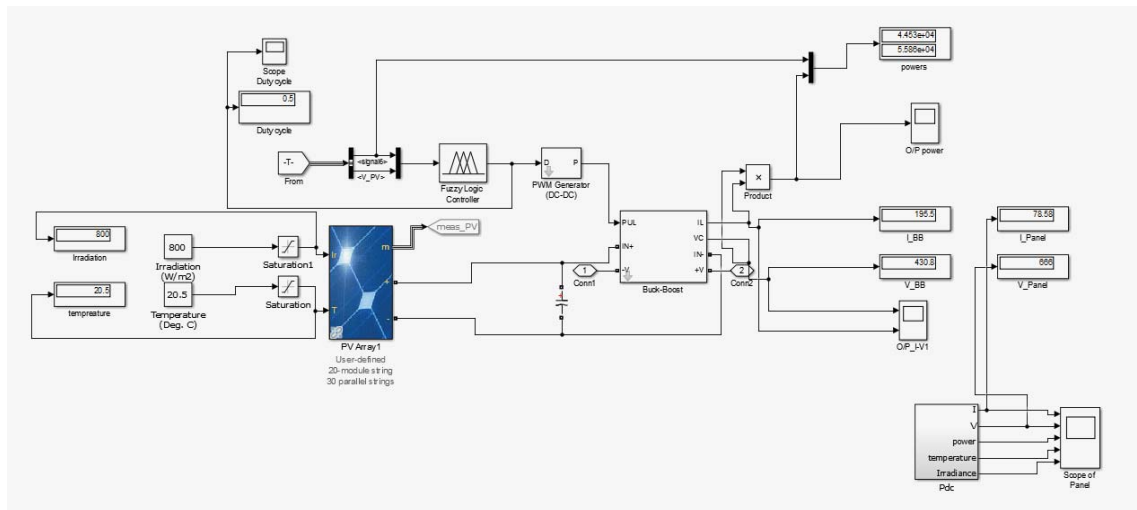 Scope
Duty cycle
0.5
Duty cycle
-T-
From
<signal6>
<V_PV>
Fuzzy Logic
Controller
D
P
PWM Generator
(DC-DC)
4.453e+04
5.586e+04
powers
O/P power
×
Product
800
Irradiation
20.5
tempreature
800
Irradiation
(W/m2)
Saturation1
20.5
Temperature
(Deg. C)
Saturation
Ir
T
m
+
-
PV Array1
User-defined
20-module string
30 parallel strings
meas_PV
1
Conn1
PUL
IN+
-V
IL
VC
IN-
+V
Buck-Boost
2
Conn2
195.5
I_BB
430.8
V_BB
O/P_I-V1
78.58
I_Panel
666
V_Panel
I
V
power
temperature
Irradiance
Pdc
Scope of
Panel